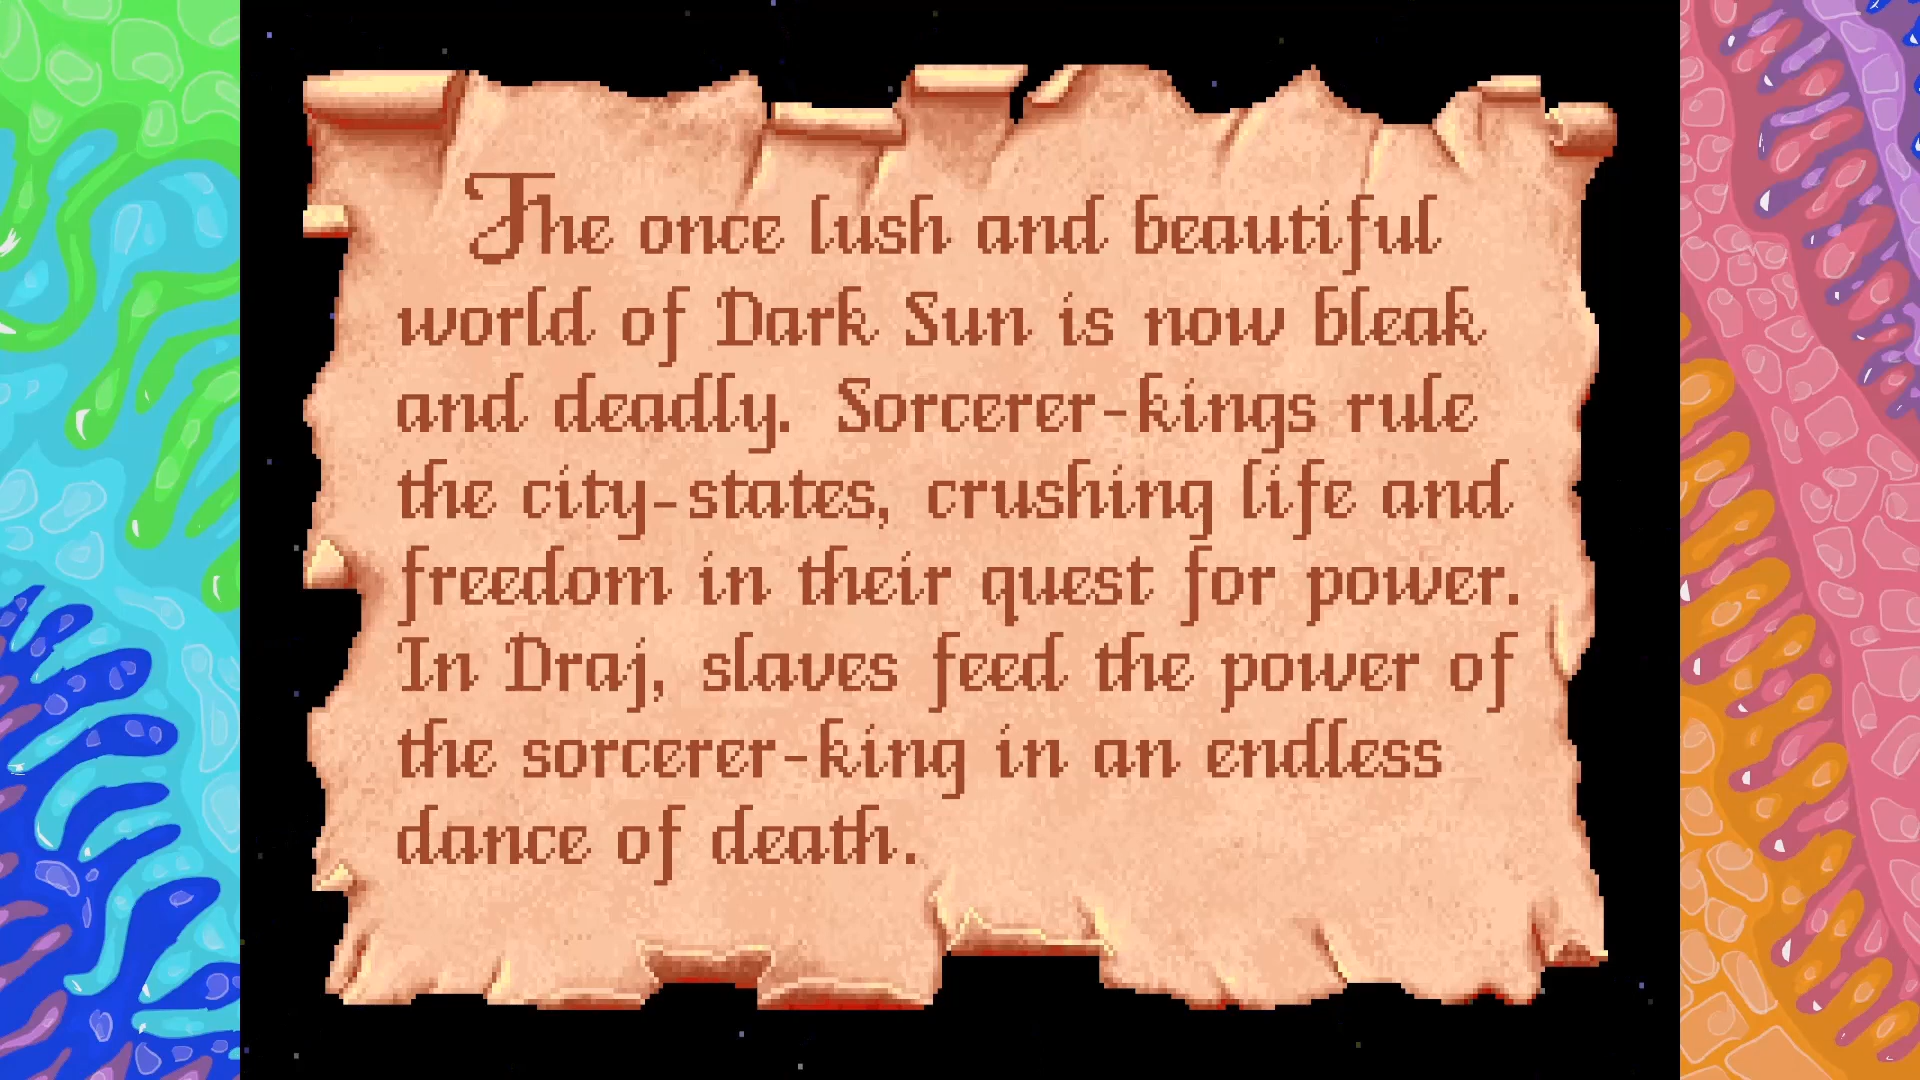 The once lush and beautiful
world of Dark Sun is now bleak
and deadly. Sorcerer-kings rule
the city-states, crushing life and
freedom in their quest for power.
In Draj, slaves feed the power of
the sorcerer-king in an endless
dance of death.